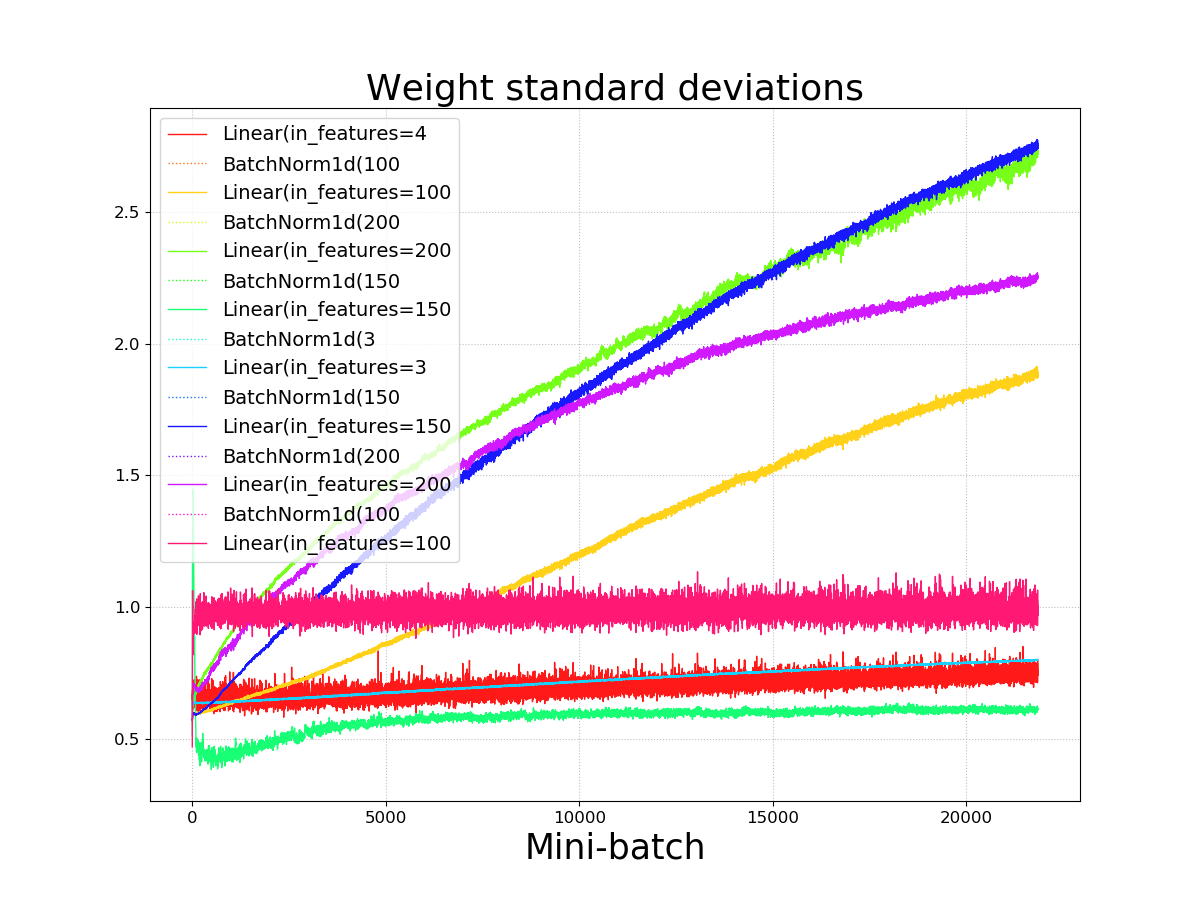 Weight standard deviations
Linear(in_features=4
BatchNorm1d(100
Linear(in_features=100
BatchNorm1d(200
Linear(in_features=200
BatchNorm1d(150
Linear(in_features=150
BatchNorm1d(3
Linear(in_features=3
BatchNorm1d(150
Linear(in_features=150
BatchNorm1d(200
Linear(in_features=200
BatchNorm1d(100
Linear(in_features=100
2.5
2.0
1.5
1.0
0.5
0 5000 10000 15000 20000
Mini-batch